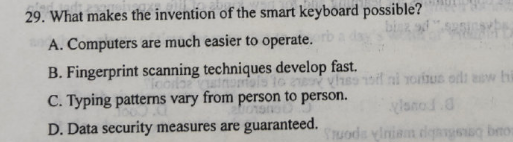 29. What makes the invention of the smart keyboard possible?
A. Computers are much easier to operate.
B. Fingerprint scanning techniques develop fast.
C. Typing patterns vary from person to person.
D. Data security measures are guaranteed.